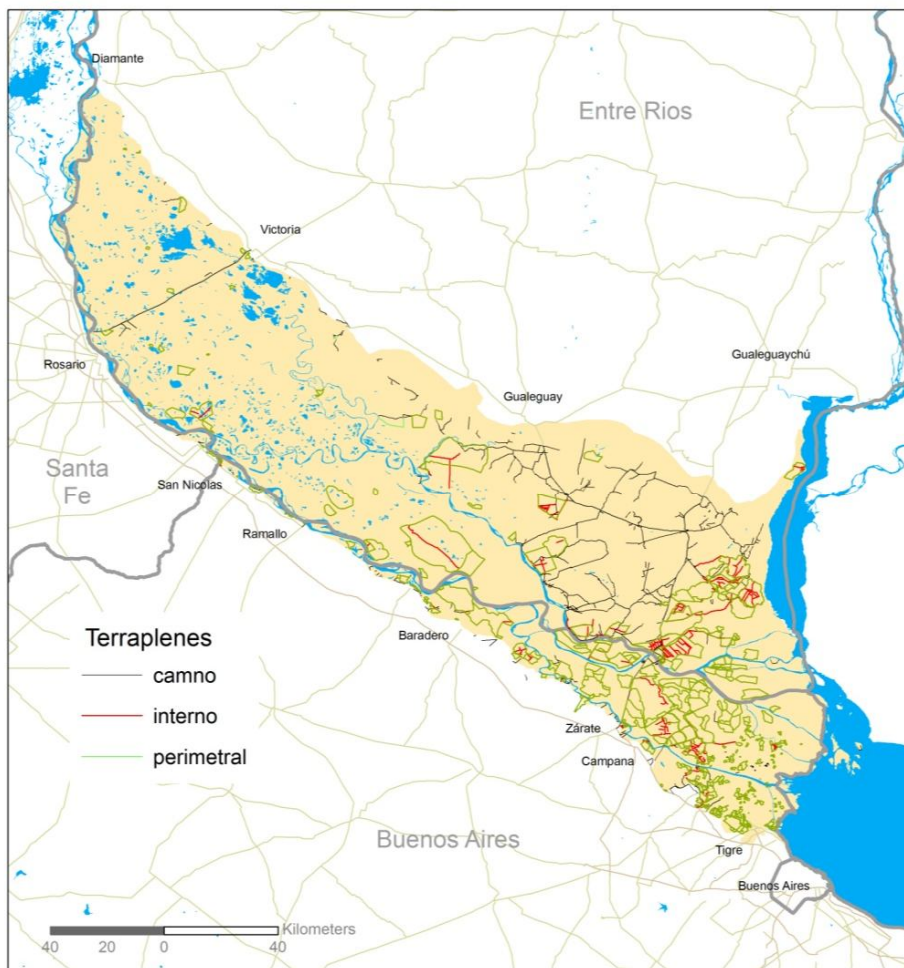 Diamante
Entre Rios
Victoria
Rosario
Gualeguaychú
Gualeguay
Santa
Fe
San Nicolas
Ramallo
Terraplenes
camno
interno
perimetral
Baradero
Zárate
Campana
Buenos Aires
Tigre
Buenos Aires
Kilometers
40 20 0 40